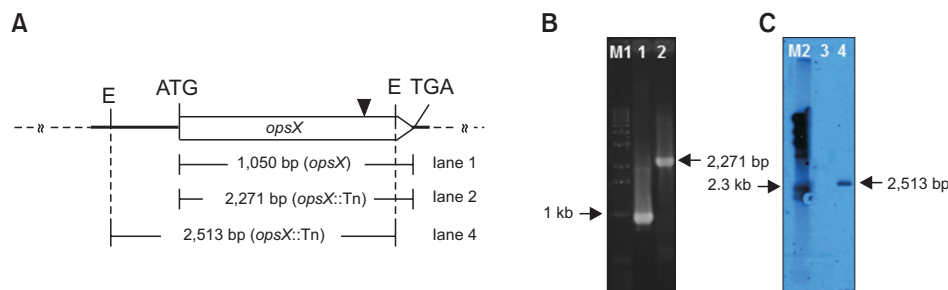 A
E
ATG
E
TGA
≈
opsX
≈
1,050 bp (opsX)
lane 1
2,271 bp (opsX::Tn)
lane 2
2,513 bp (opsX::Tn)
lane 4
B
M1 1 2
2,271 bp
1 kb
C
M2 3 4
2.3 kb
2,513 bp